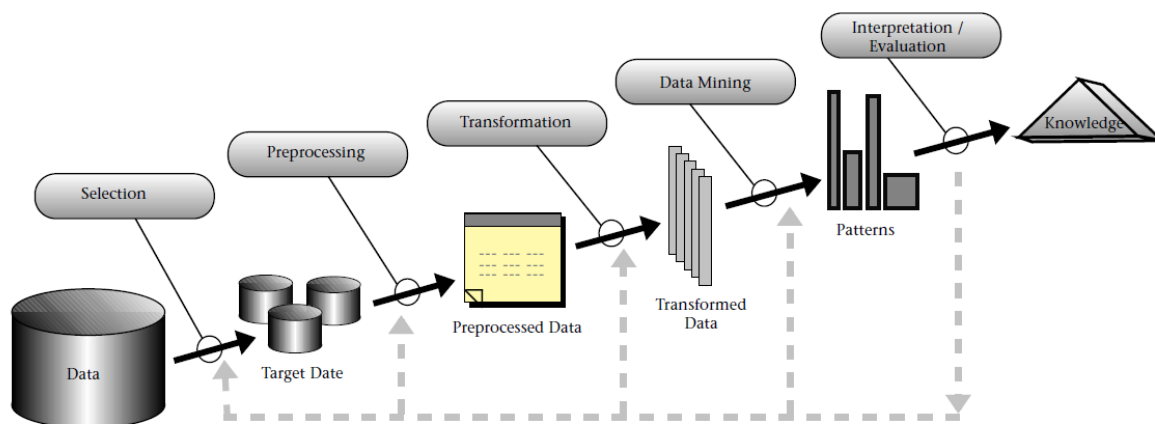 Interpretation /
Evaluation
Data Mining
Transformation
Preprocessing
Selection
Knowledge
Patterns
Transformed
Data
Preprocessed Data
Target Date
Data